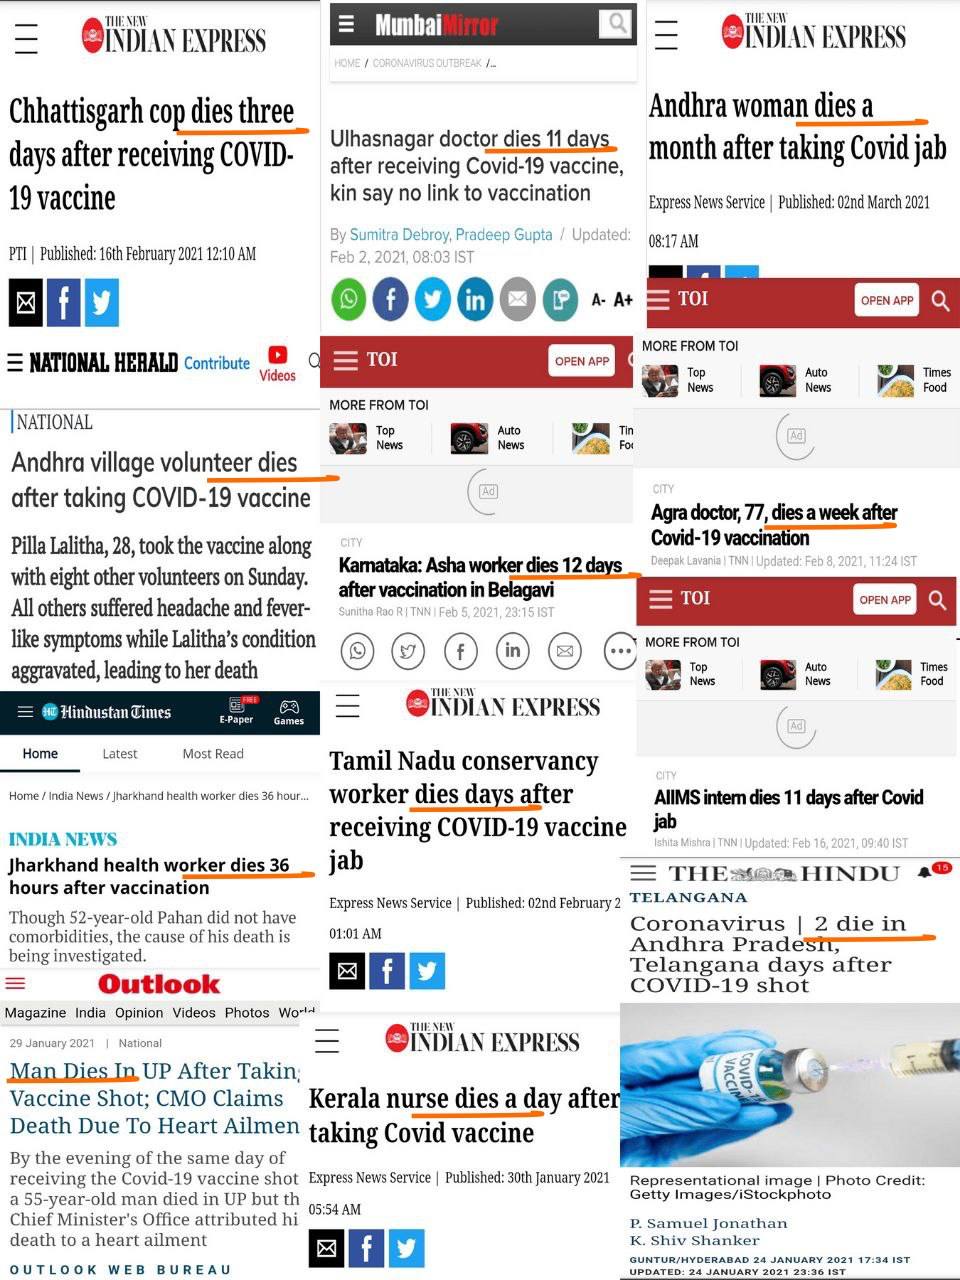 THE NEW
INDIAN EXPRESS
Chhattisgarh cop dies three
days after receiving COVID-
19 vaccine
PTI | Published: 16th February 2021 12:10 AM
NATIONAL HERALD Contribute
Videos
NATIONAL
Andhra village volunteer dies
after taking COVID-19 vaccine
Pilla Lalitha, 28, took the vaccine along
with eight other volunteers on Sunday.
All others suffered headache and fever-
like symptoms while Lalitha's condition
aggravated, leading to her death
HT Hindustan Times
FREE
E-Paper Games
Home Latest Most Read
Home / India News / Jharkhand health worker dies 36 hour...
INDIA NEWS
Jharkhand health worker dies 36
hours after vaccination
Though 52-year-old Pahan did not have
comorbidities, the cause of his death is
being investigated.
Outlook
Magazine India Opinion Videos Photos World
29 January 2021 | National
Man Dies In UP After Takin
Vaccine Shot; CMO Claims
Death Due To Heart Ailmen
By the evening of the same day of
receiving the Covid-19 vaccine shot
a 55-year-old man died in UP but th
Chief Minister's Office attributed hi
death to a heart ailment
OUTLOOK WEB BUREAU
MumbaiMirror
HOME / CORONAVIRUS OUTBREAK /...
Ulhasnagar doctor dies 11 days
after receiving Covid-19 vaccine,
kin say no link to vaccination
By Sumitra Debroy, Pradeep Gupta / Updated:
Feb 2, 2021, 08:03 IST
A- A+
TOI
OPEN APP
MORE FROM TOI
Top
News
Auto
News
Tin
Foo
Ad
CITY
Karnataka: Asha worker dies 12 days
after vaccination in Belagavi
Sunitha Rao R | TNN | Feb 5, 2021, 23:15 IST
THE NEW
INDIAN EXPRESS
Tamil Nadu conservancy
worker dies days after
receiving COVID-19 vaccine
jab
Express News Service | Published: 02nd February 2
01:01 AM
THE NEW
INDIAN EXPRESS
Kerala nurse dies a day after
taking Covid vaccine
Express News Service | Published: 30th January 2021
05:54 AM
THE NEW
INDIAN EXPRESS
Andhra woman dies a
month after taking Covid jab
Express News Service | Published: 02nd March 2021
08:17 AM
TOI
OPEN APP
MORE FROM TOI
Top
News
Auto
News
Times
Food
Ad
CITY
Agra doctor, 77, dies a week after
Covid-19 vaccination
Deepak Lavania | TNN | Updated: Feb 8, 2021, 11:24 IST
TOI
OPEN APP
MORE FROM TOI
Top
News
Auto
News
Times
Food
Ad
CITY
AIIMS intern dies 11 days after Covid
jab
Ishita Mishra | TNN | Updated: Feb 16, 2021, 09:40 IST
THE HINDU
15
TELANGANA
Coronavirus | 2 die in
Andhra Pradesh,
Telangana days after
COVID-19 shot
COVID-19
VACCINE
Representational image | Photo Credit:
Getty Images/iStockphoto
P. Samuel Jonathan
K. Shiv Shanker
GUNTUR/HYDERABAD 24 JANUARY 2021 17:34 IST
UPDATED: 24 JANUARY 2021 23:36 IST